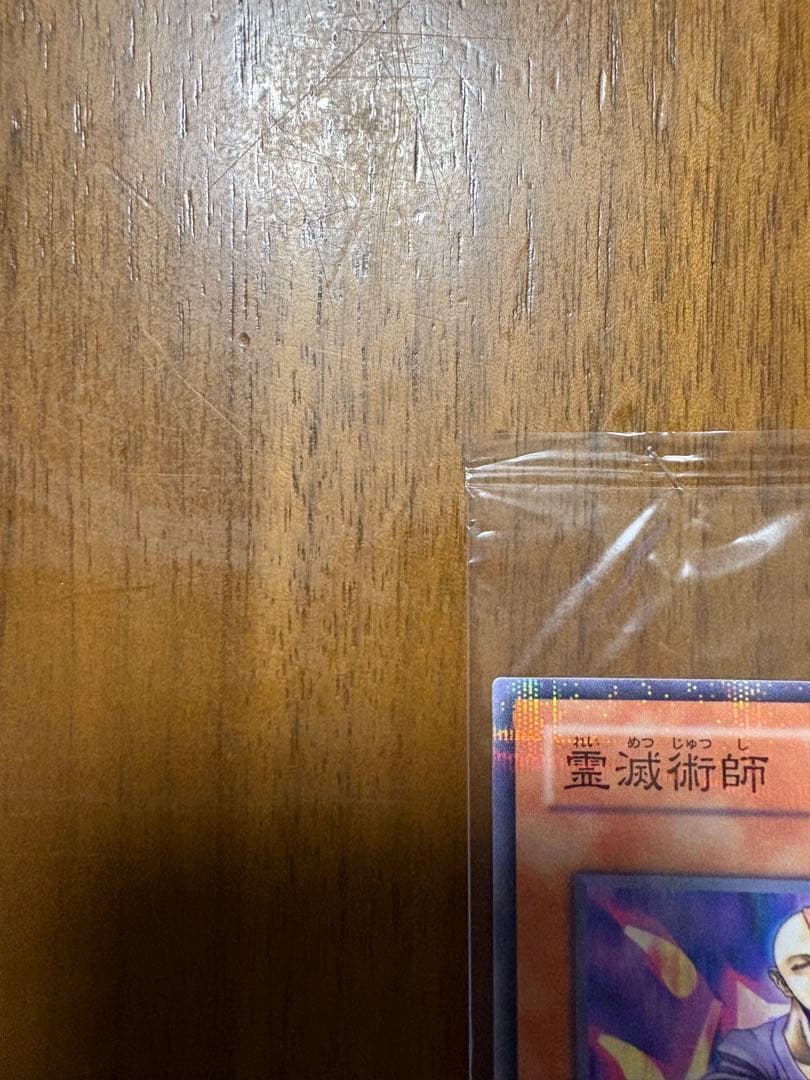 れい めつ じゅつ し
霊滅術師